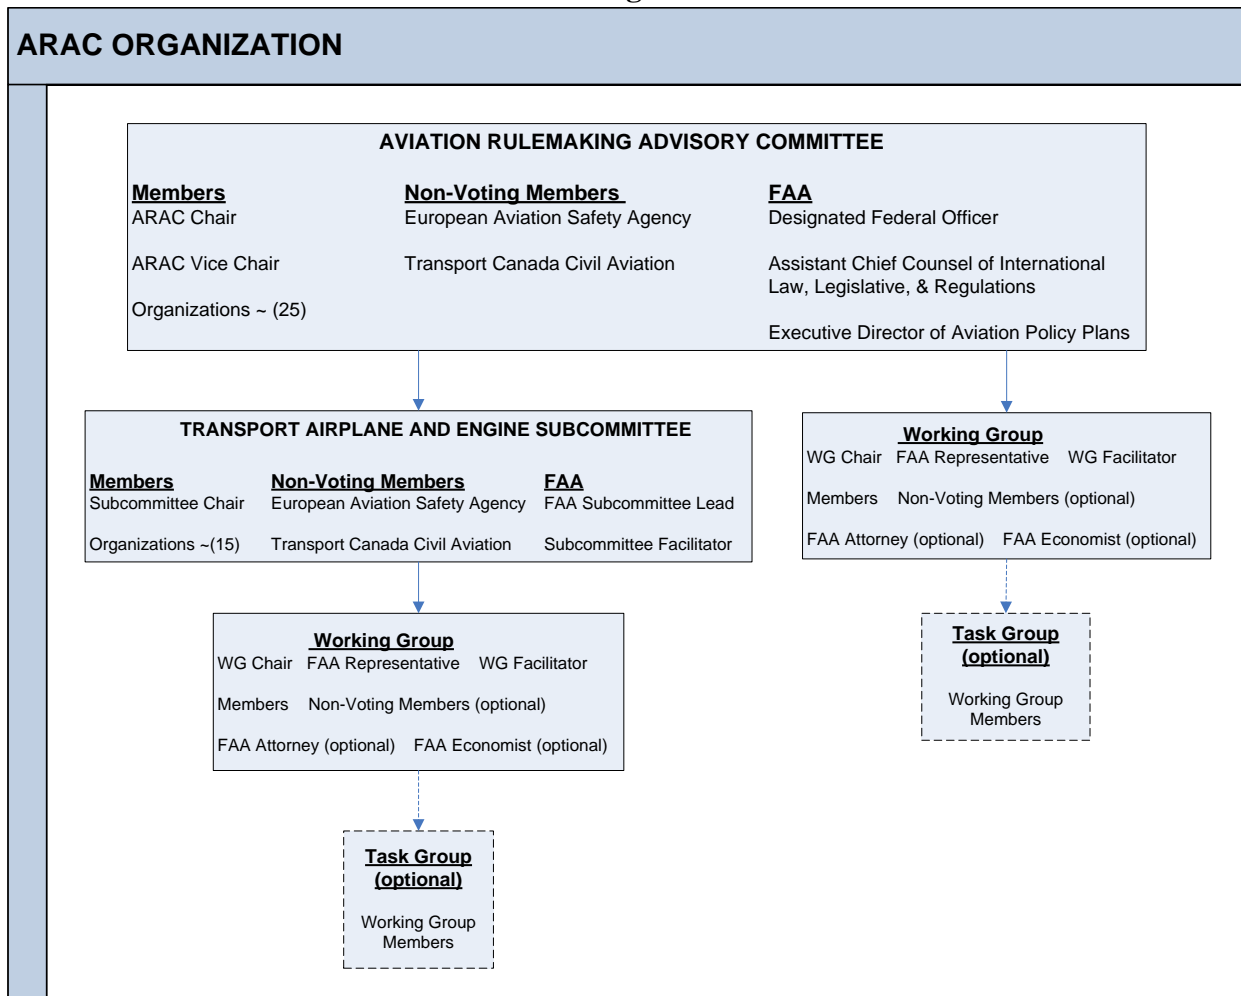 ARAC ORGANIZATION
AVIATION RULEMAKING ADVISORY COMMITTEE
Members
ARAC Chair
ARAC Vice Chair
Organizations ~ (25)
Non-Voting Members
European Aviation Safety Agency
Transport Canada Civil Aviation
FAA
Designated Federal Officer
Assistant Chief Counsel of International
Law, Legislative, & Regulations
Executive Director of Aviation Policy Plans
TRANSPORT AIRPLANE AND ENGINE SUBCOMMITTEE
Members
Subcommittee Chair
Organizations ~(15)
Non-Voting Members
European Aviation Safety Agency
Transport Canada Civil Aviation
FAA
FAA Subcommittee Lead
Subcommittee Facilitator
Working Group
WG Chair FAA Representative WG Facilitator
Members Non-Voting Members (optional)
FAA Attorney (optional) FAA Economist (optional)
Task Group
(optional)
Working Group
Members
Working Group
WG Chair FAA Representative WG Facilitator
Members Non-Voting Members (optional)
FAA Attorney (optional) FAA Economist (optional)
Task Group
(optional)
Working Group
Members